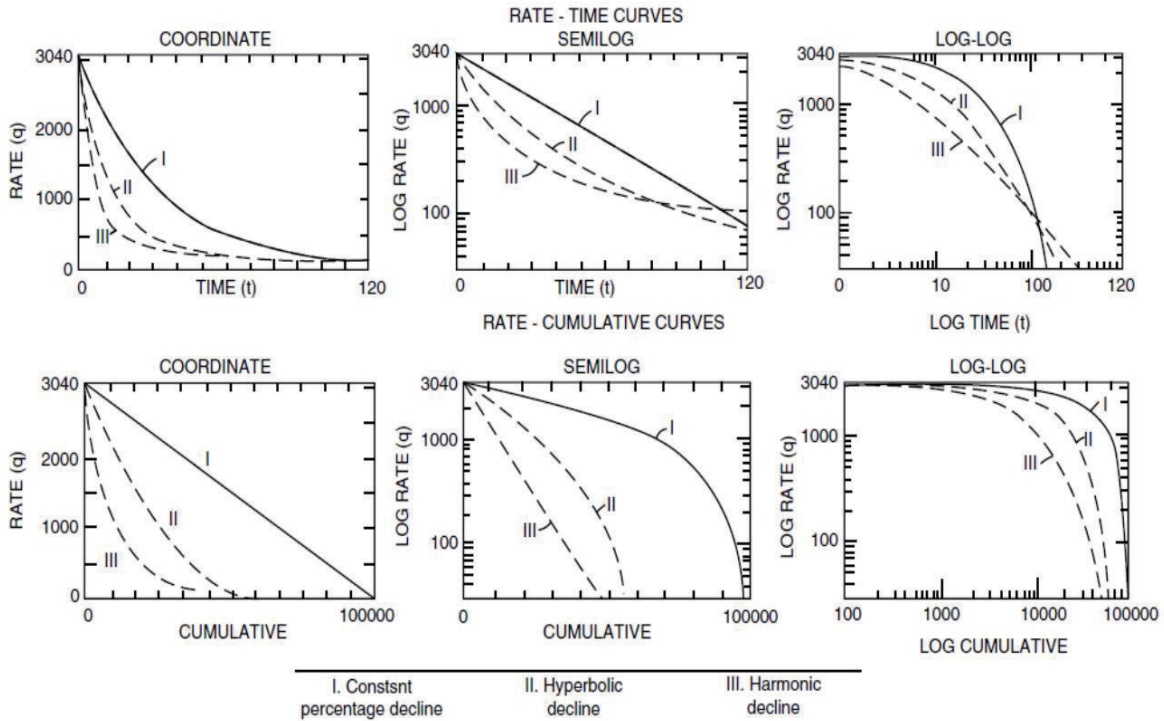 RATE - TIME CURVES
COORDINATE
3040
2000
1000
0
RATE (q)
I
II
III
0
TIME (t)
120
SEMILOG
3040
1000
100
LOG RATE (q)
I
II
III
0
TIME (t)
120
LOG-LOG
3040
1000
100
LOG RATE (q)
I
II
III
0
10
100
120
LOG TIME (t)
RATE - CUMULATIVE CURVES
COORDINATE
3040
2000
1000
0
RATE (q)
I
II
III
0
100000
CUMULATIVE
SEMILOG
3040
1000
100
LOG RATE (q)
I
II
III
0
100000
CUMULATIVE
LOG-LOG
3040
1000
100
LOG RATE (q)
I
II
III
100
1000
10000
100000
LOG CUMULATIVE
I. Constsnt
percentage decline
II. Hyperbolic
decline
III. Harmonic
decline